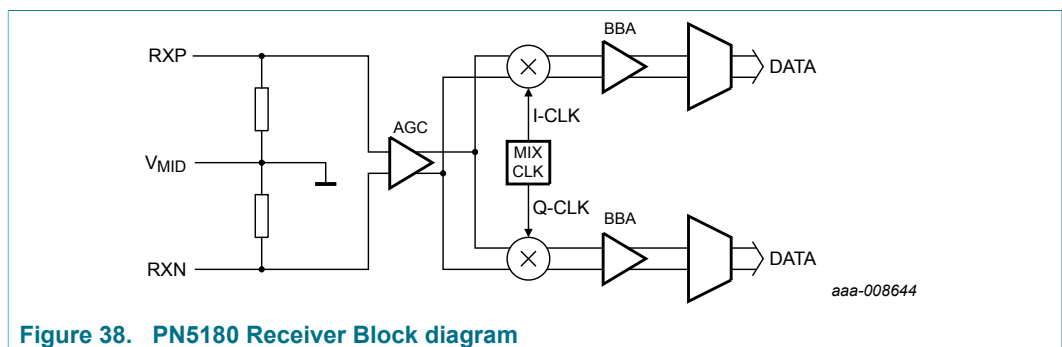 RXP
V_MID
RXN
AGC
BBA
DATA
I-CLK
MIX
CLK
Q-CLK
BBA
DATA
aaa-008644
Figure 38. PN5180 Receiver Block diagram